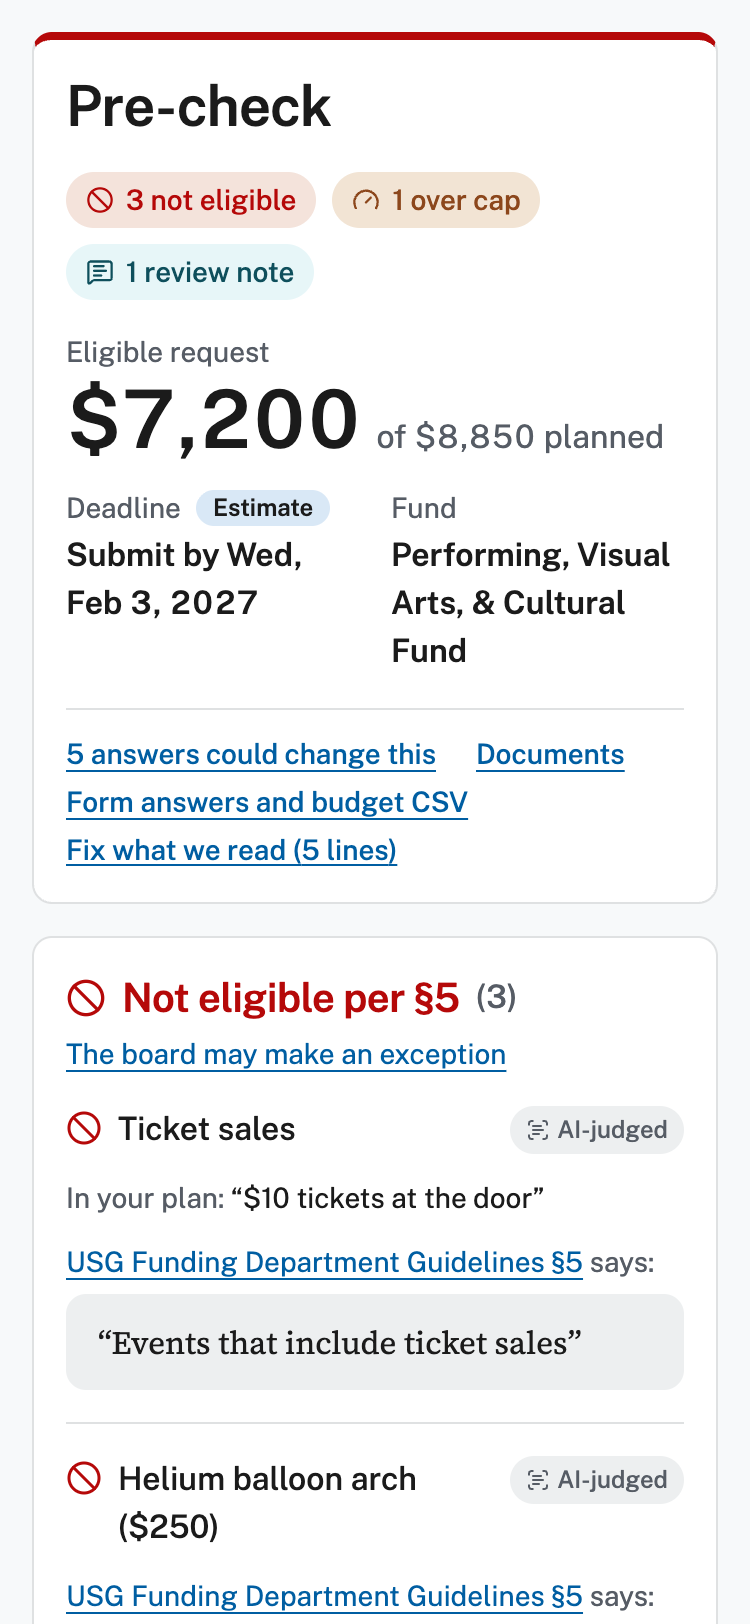 Pre-check
3 not eligible
1 over cap
1 review note
Eligible request
$7,200 of $8,850 planned
Deadline Estimate
Submit by Wed,
Feb 3, 2027
Fund
Performing, Visual
Arts, & Cultural
Fund
5 answers could change this Documents
Form answers and budget CSV
Fix what we read (5 lines)
Not eligible per §5 (3)
The board may make an exception
Ticket sales AI-judged
In your plan: “$10 tickets at the door”
USG Funding Department Guidelines §5 says:
“Events that include ticket sales”
Helium balloon arch AI-judged
($250)
USG Funding Department Guidelines §5 says: